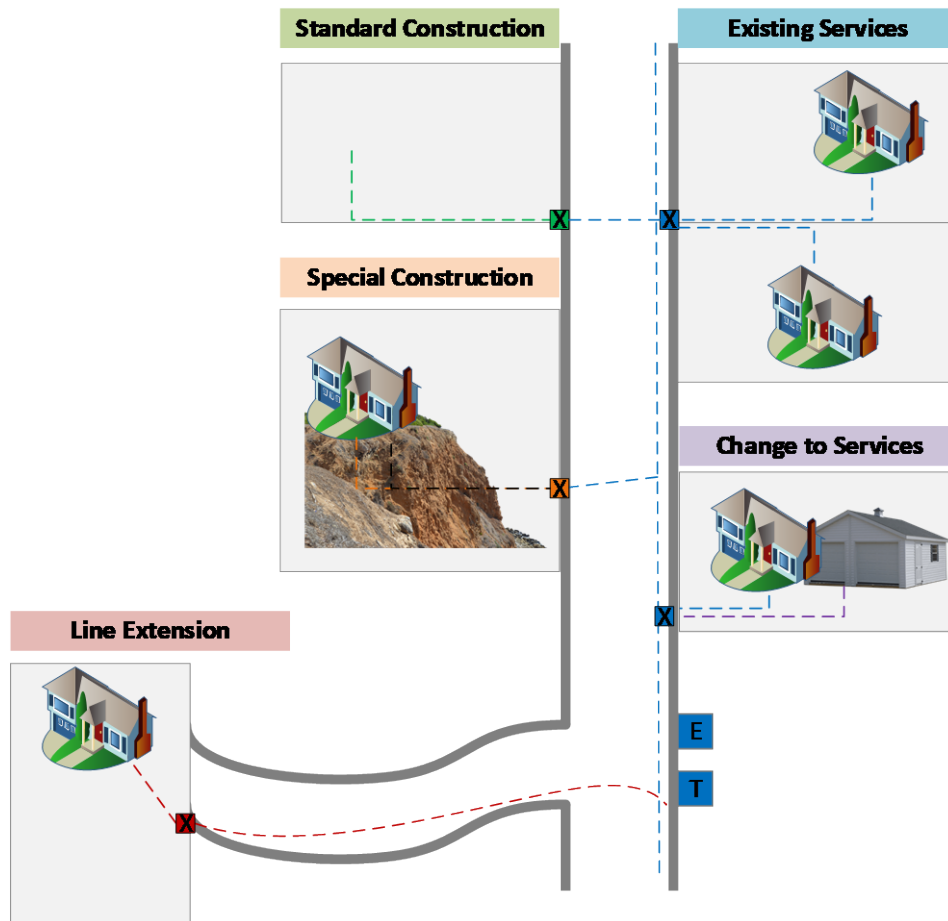 Standard Construction
Existing Services
X
X
Special Construction
Change to Services
X
X
Line Extension
E
T
X